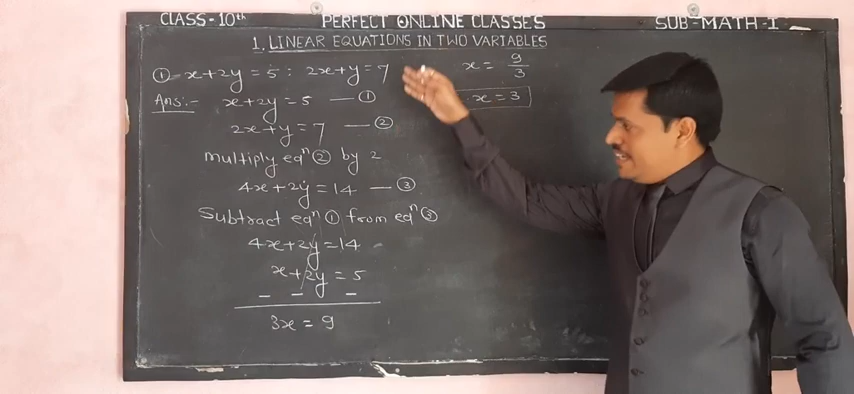 CLASS-10th PERFECT ONLINE CLASSES SUB-MATH-I
1. LINEAR EQUATIONS IN TWO VARIABLES
① x+2y=5 ; 2x+y=7
Ans:- x+2y=5 — ①
2x+y=7 — ②
multiply eqⁿ ② by 2
4x+2y=14 — ③
Subtract eqⁿ ① from eqⁿ ③
4x+2y=14
x+2y=5
− − −
3x=9
x=9/3
x=3